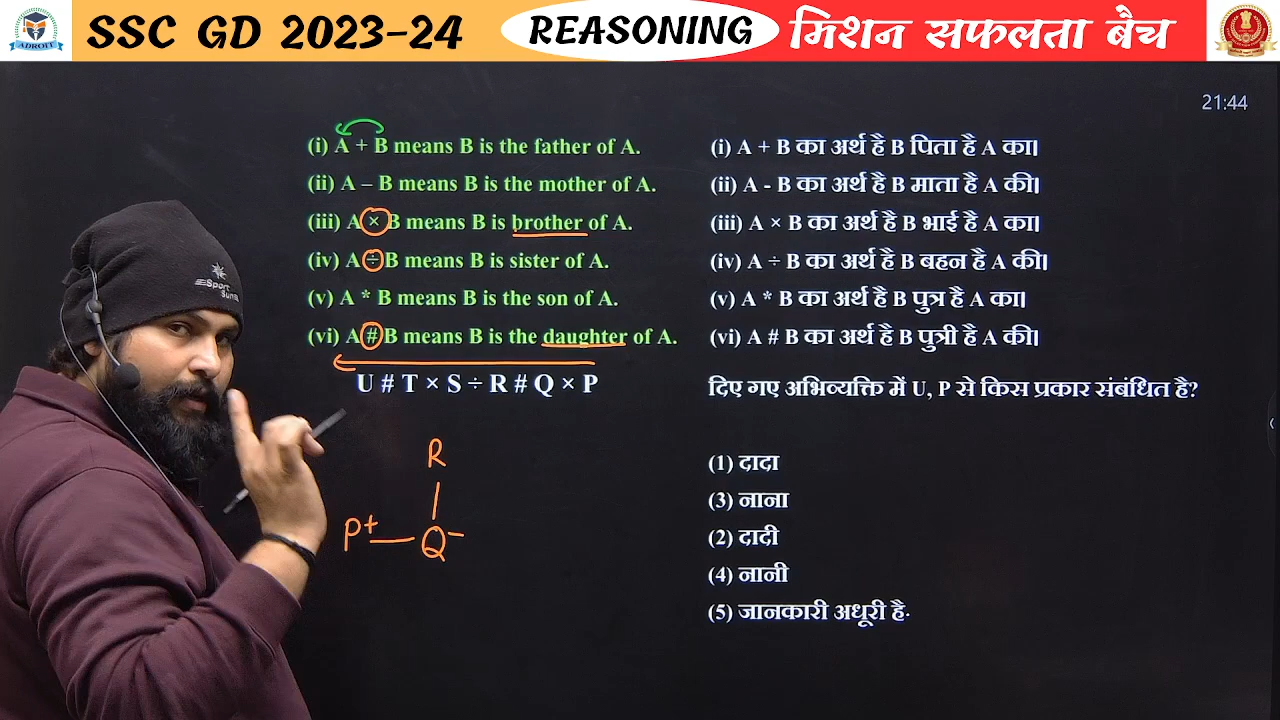 ADROIT
SSC GD 2023-24
REASONING
मिशन सफलता बैच
21:44
(i) A + B means B is the father of A.
(ii) A – B means B is the mother of A.
(iii) A × B means B is brother of A.
(iv) A ÷ B means B is sister of A.
(v) A * B means B is the son of A.
(vi) A # B means B is the daughter of A.
U # T × S ÷ R # Q × P
(i) A + B का अर्थ है B पिता है A का।
(ii) A - B का अर्थ है B माता है A की।
(iii) A × B का अर्थ है B भाई है A का।
(iv) A ÷ B का अर्थ है B बहन है A की।
(v) A * B का अर्थ है B पुत्र है A का।
(vi) A # B का अर्थ है B पुत्री है A की।
दिए गए अभिव्यक्ति में U, P से किस प्रकार संबंधित है?
(1) दादा
(3) नाना
(2) दादी
(4) नानी
(5) जानकारी अधूरी है.
R
P+ — Q-
Sport
Sun